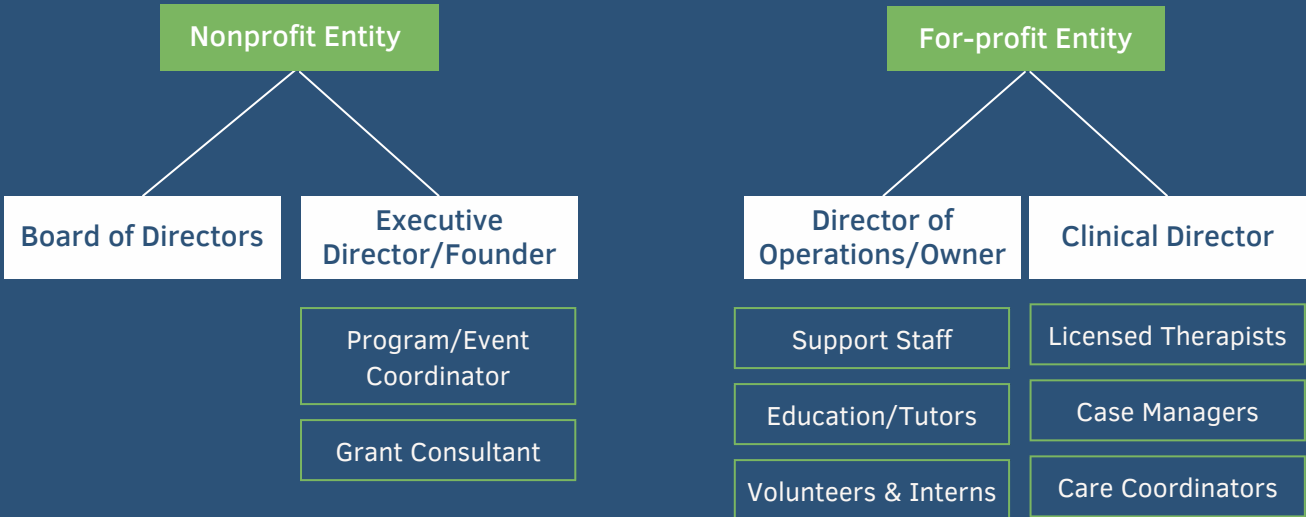 Nonprofit Entity
Board of Directors
Executive
Director/Founder
Program/Event
Coordinator
Grant Consultant
For-profit Entity
Director of
Operations/Owner
Support Staff
Education/Tutors
Volunteers & Interns
Clinical Director
Licensed Therapists
Case Managers
Care Coordinators